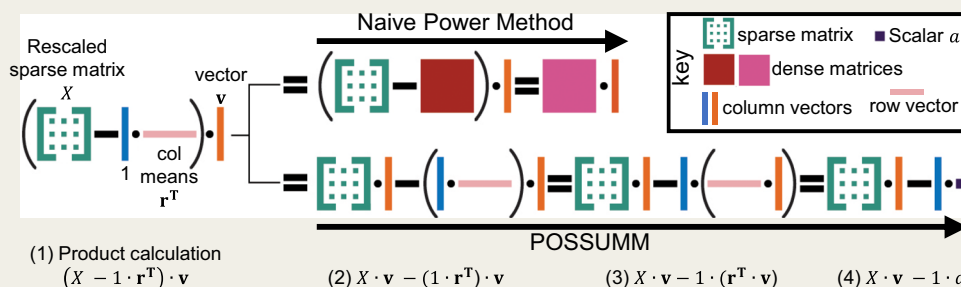 Naive Power Method
Rescaled
sparse matrix
X
vector
v
1
col
means
r^T
key
sparse matrix
Scalar a
dense matrices
column vectors
row vector
POSSUMM
(1) Product calculation
(X − 1 · r^T) · v
(2) X · v − (1 · r^T) · v
(3) X · v − 1 · (r^T · v)
(4) X · v − 1 ·